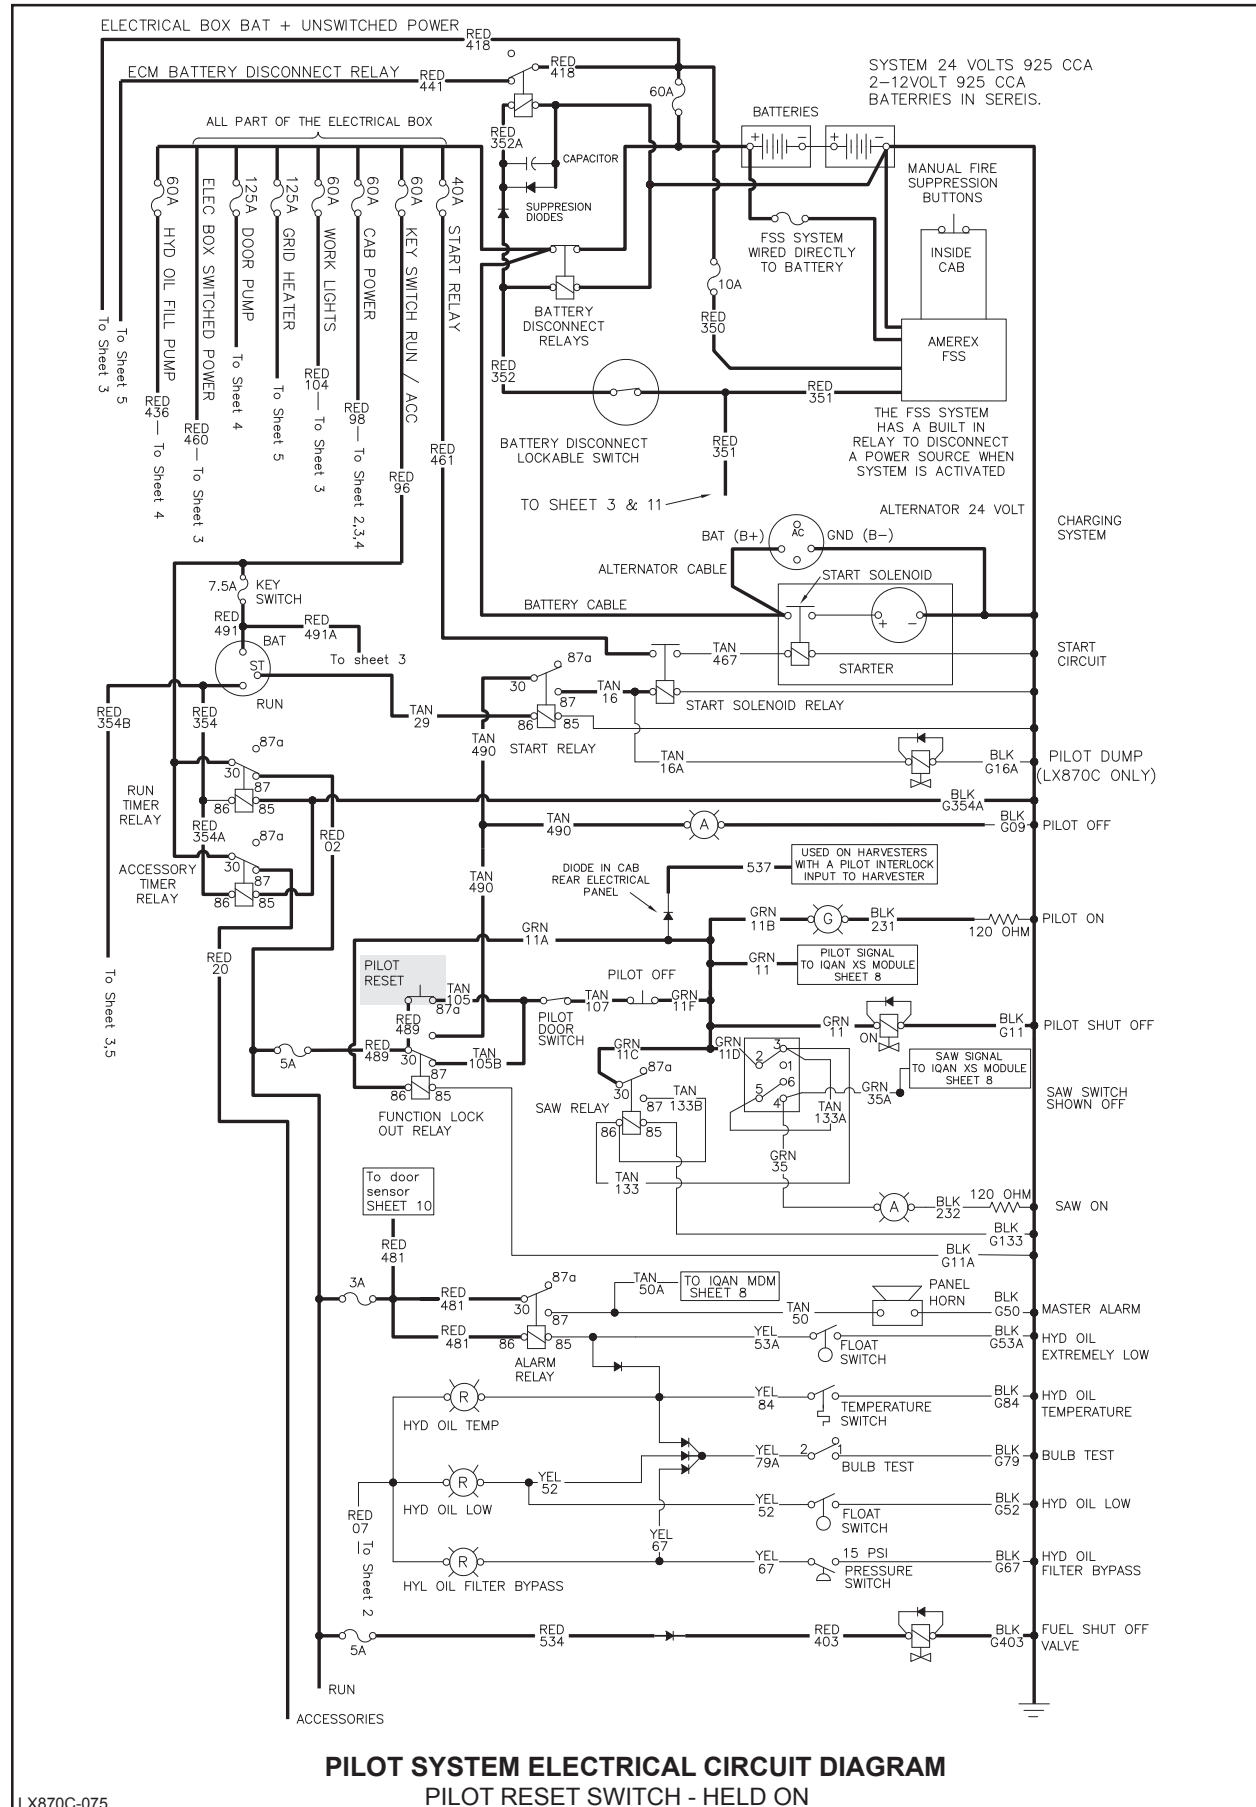 ELECTRICAL BOX BAT + UNSWITCHED POWER
RED
418
ECM BATTERY DISCONNECT RELAY
RED
441
RED
418
60A
SYSTEM 24 VOLTS 925 CCA
2-12VOLT 925 CCA
BATERRIES IN SEREIS.
ALL PART OF THE ELECTRICAL BOX
RED
352A
CAPACITOR
SUPPRESION
DIODES
BATTERIES
+
-
+
-
MANUAL FIRE
SUPPRESSION
BUTTONS
INSIDE
CAB
FSS SYSTEM
WIRED DIRECTLY
TO BATTERY
60A
HYD OIL FILL PUMP
ELEC BOX SWITCHED POWER
125A
DOOR PUMP
125A
GRID HEATER
60A
WORK LIGHTS
60A
CAB POWER
60A
KEY SWITCH RUN / ACC
40A
START RELAY
To Sheet 3
To Sheet 5
RED
436
To Sheet 4
RED
460
To Sheet 3
To Sheet 4
To Sheet 5
RED
104
To Sheet 3
RED
98
To Sheet 2,3,4
RED
96
RED
461
BATTERY
DISCONNECT
RELAYS
10A
RED
350
AMEREX
FSS
RED
352
BATTERY DISCONNECT
LOCKABLE SWITCH
RED
351
RED
351
THE FSS SYSTEM
HAS A BUILT IN
RELAY TO DISCONNECT
A POWER SOURCE WHEN
SYSTEM IS ACTIVATED
TO SHEET 3 & 11
ALTERNATOR 24 VOLT
BAT (B+)
AC
GND (B-)
CHARGING
SYSTEM
ALTERNATOR CABLE
START SOLENOID
BATTERY CABLE
+
-
STARTER
7.5A
KEY
SWITCH
RED
491
RED
491A
To sheet 3
BAT
ST
RUN
TAN
467
START
CIRCUIT
87a
30
87
86
85
TAN
16
START SOLENOID RELAY
START RELAY
TAN
29
RED
354B
RED
354
TAN
490
TAN
16A
BLK
G16A
PILOT DUMP
(LX870C ONLY)
87a
30
87
86
85
RUN
TIMER
RELAY
BLK
G354A
RED
354A
RED
02
TAN
490
A
BLK
G09
PILOT OFF
87a
30
87
86
85
ACCESSORY
TIMER
RELAY
TAN
490
DIODE IN CAB
REAR ELECTRICAL
PANEL
537
USED ON HARVESTERS
WITH A PILOT INTERLOCK
INPUT TO HARVESTER
GRN
11A
GRN
11B
G
BLK
231
120 OHM
PILOT ON
RED
20
To Sheet 3,5
PILOT
RESET
TAN
105
87a
GRN
11
PILOT SIGNAL
TO IQAN XS MODULE
SHEET 8
PILOT OFF
TAN
107
GRN
11F
PILOT
DOOR
SWITCH
RED
489
5A
RED
489
30
87
86
85
TAN
105B
FUNCTION LOCK
OUT RELAY
GRN
11
ON
BLK
G11
PILOT SHUT OFF
GRN
11C
GRN
11D
3
2
1
5
6
4
SAW SIGNAL
TO IQAN XS MODULE
SHEET 8
GRN
35A
TAN
133A
SAW SWITCH
SHOWN OFF
87a
30
87
86
85
SAW RELAY
TAN
133B
TAN
133
GRN
35
To door
sensor
SHEET 10
A
BLK
232
120 OHM
SAW ON
BLK
G133
BLK
G11A
RED
481
3A
RED
481
RED
481
87a
30
87
86
85
ALARM
RELAY
TAN
50A
TO IQAN MDM
SHEET 8
TAN
50
PANEL
HORN
BLK
G50
MASTER ALARM
YEL
53A
FLOAT
SWITCH
BLK
G53A
HYD OIL
EXTREMELY LOW
R
HYD OIL TEMP
YEL
84
TEMPERATURE
SWITCH
BLK
G84
HYD OIL
TEMPERATURE
YEL
79A
2
1
BULB TEST
BLK
G79
BULB TEST
R
HYD OIL LOW
YEL
52
YEL
52
FLOAT
SWITCH
BLK
G52
HYD OIL LOW
RED
07
To Sheet 2
YEL
67
R
HYL OIL FILTER BYPASS
YEL
67
15 PSI
PRESSURE
SWITCH
BLK
G67
HYD OIL
FILTER BYPASS
5A
RED
534
RED
403
BLK
G403
FUEL SHUT OFF
VALVE
RUN
ACCESSORIES
PILOT SYSTEM ELECTRICAL CIRCUIT DIAGRAM
PILOT RESET SWITCH - HELD ON
LX870C-075